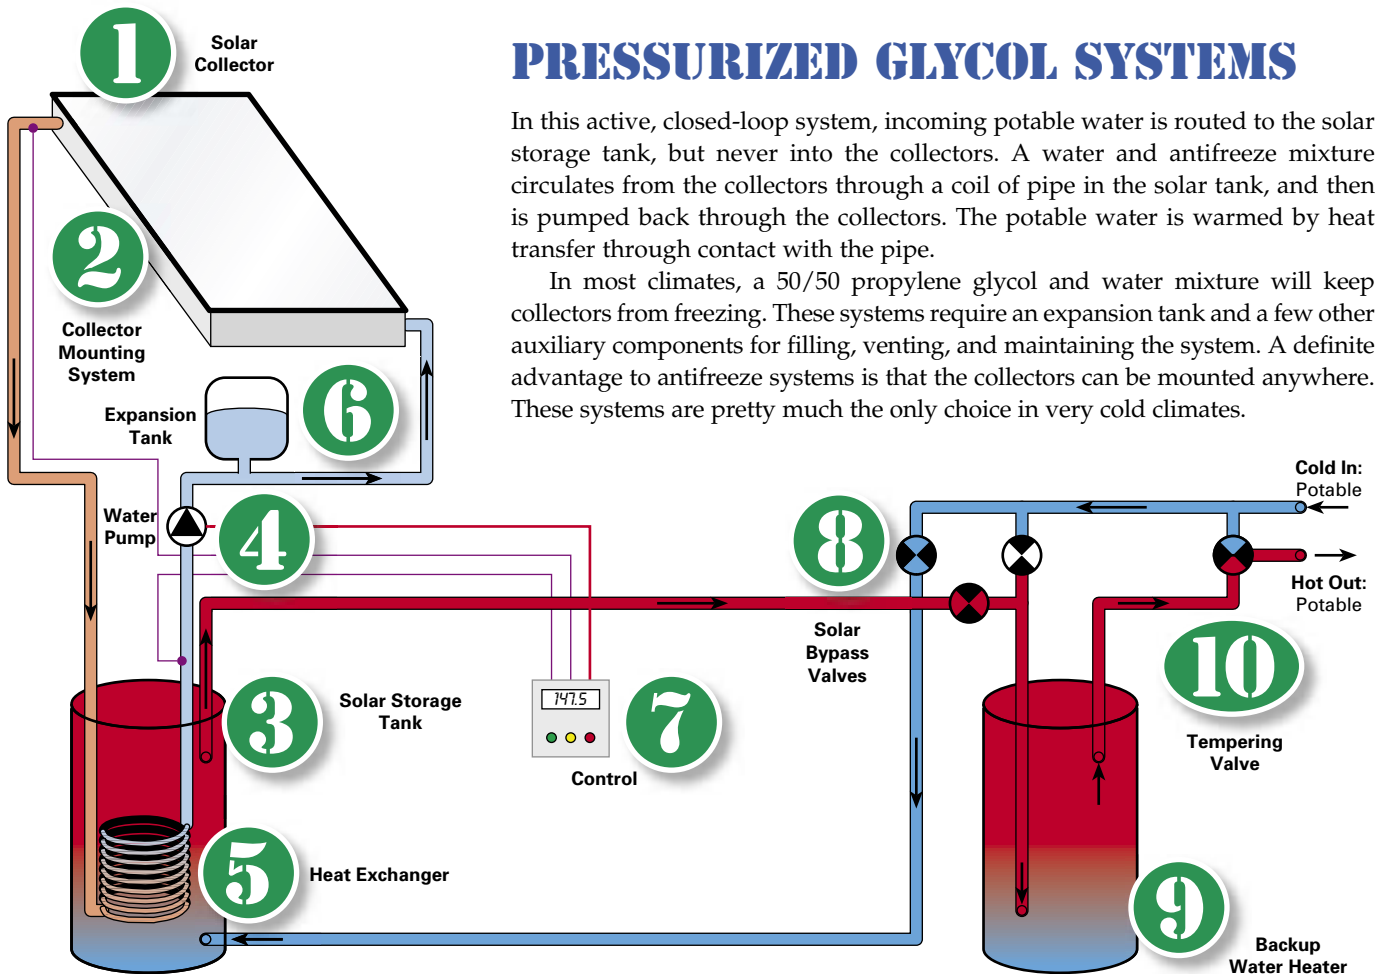 1
Solar
Collector
PRESSURIZED GLYCOL SYSTEMS
In this active, closed-loop system, incoming potable water is routed to the solar
storage tank, but never into the collectors. A water and antifreeze mixture
circulates from the collectors through a coil of pipe in the solar tank, and then
is pumped back through the collectors. The potable water is warmed by heat
transfer through contact with the pipe.
In most climates, a 50/50 propylene glycol and water mixture will keep
collectors from freezing. These systems require an expansion tank and a few other
auxiliary components for filling, venting, and maintaining the system. A definite
advantage to antifreeze systems is that the collectors can be mounted anywhere.
These systems are pretty much the only choice in very cold climates.
2
Collector
Mounting
System
6
Expansion
Tank
Water
Pump
4
8
Solar
Bypass
Valves
Cold In:
Potable
Hot Out:
Potable
10
Tempering
Valve
3
Solar Storage
Tank
147.5
7
Control
5
Heat Exchanger
9
Backup
Water Heater